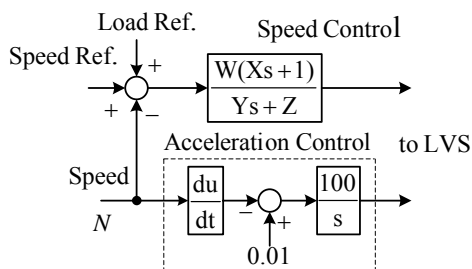 Load Ref.
Speed Control
Speed Ref.
+
+
−
W(Xs+1)
Ys+Z
Acceleration Control
to LVS
Speed
N
du
dt
−
+
100
s
0.01